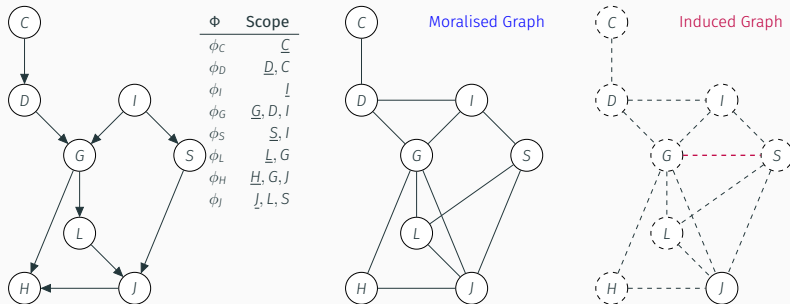 C
D
I
G
S
L
H
J
Φ Scope
ϕC C
ϕD D, C
ϕI I
ϕG G, D, I
ϕS S, I
ϕL L, G
ϕH H, G, J
ϕJ J, L, S
Moralised Graph
C
D
I
G
S
L
H
J
Induced Graph
C
D
I
G
S
L
H
J